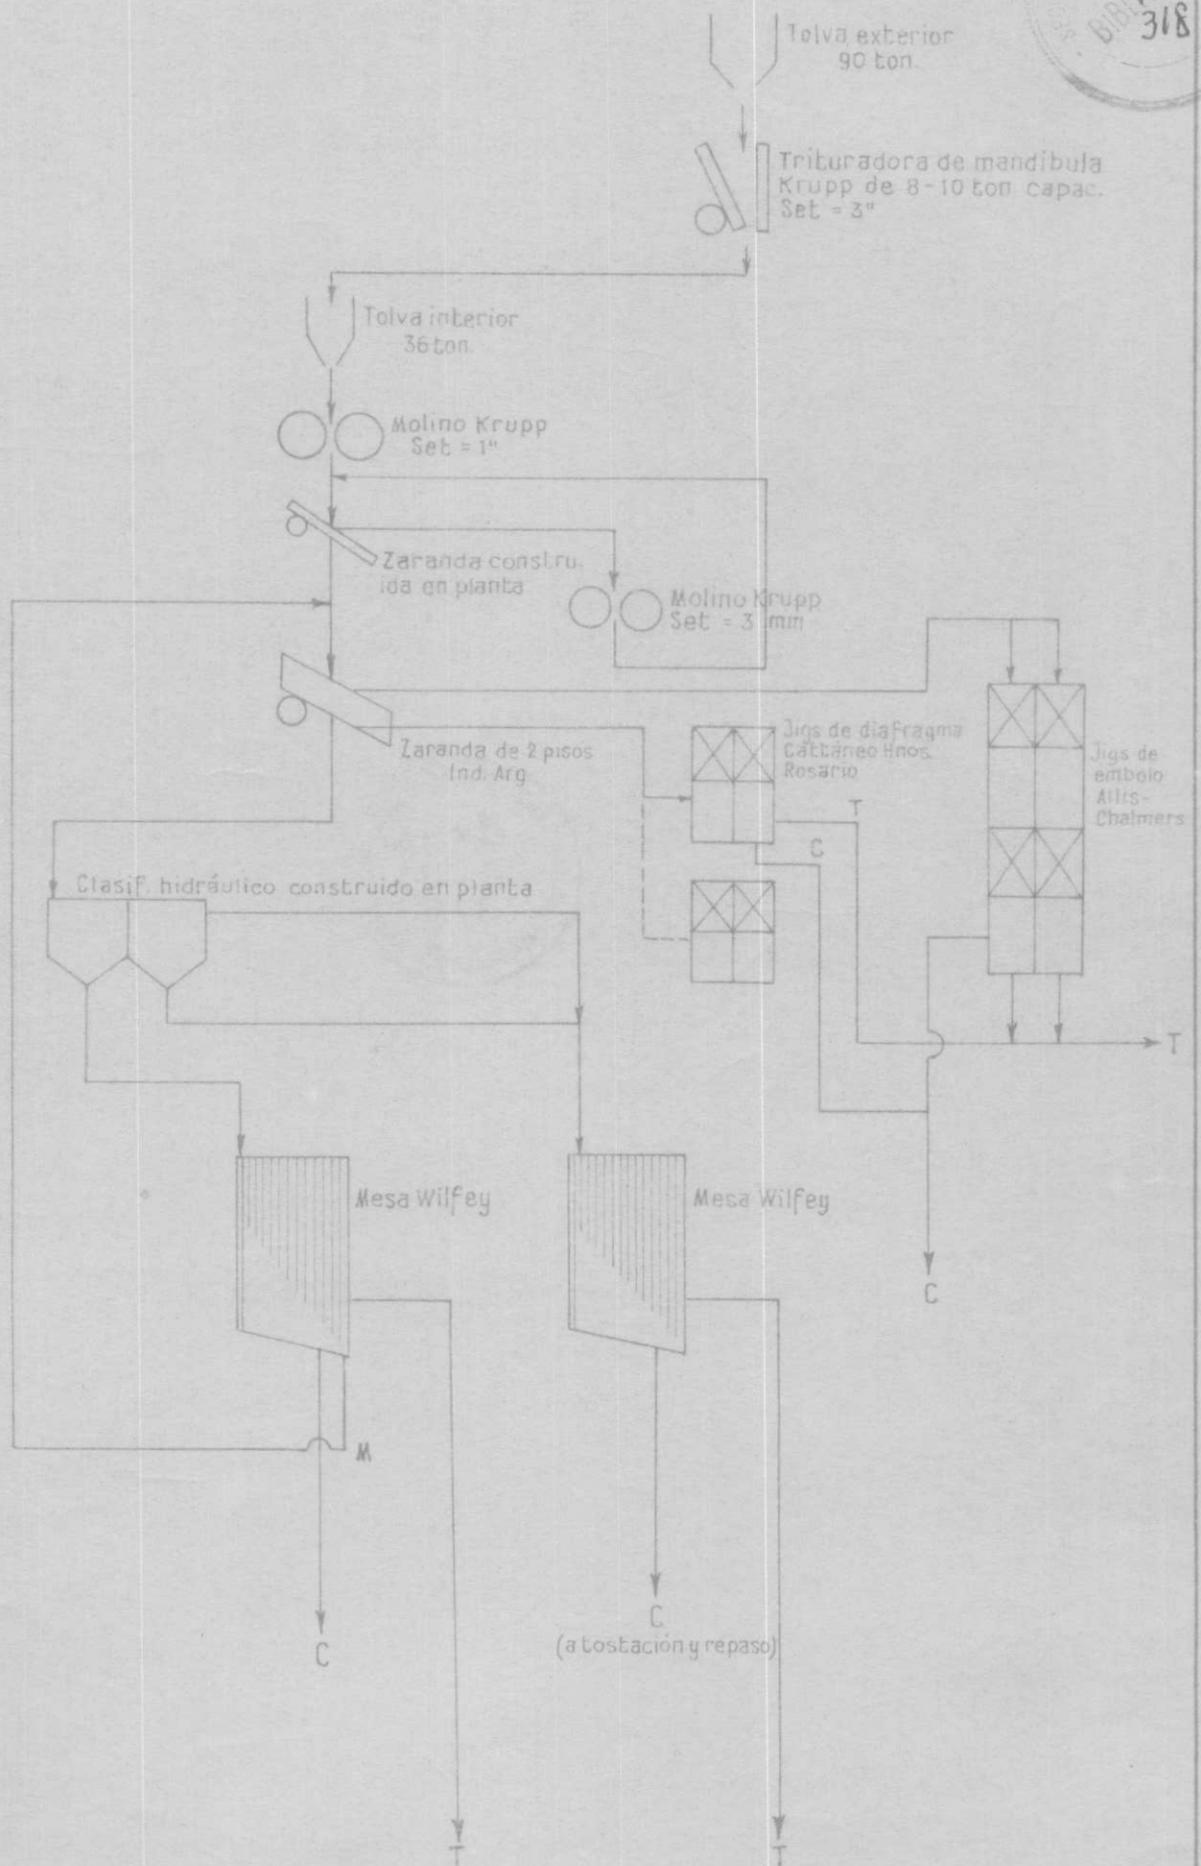 318
Tolva exterior
90 ton.
Trituradora de mandibula
Krupp de 8-10 ton capac.
Set = 3"
Tolva interior
36 ton.
Molino Krupp
Set = 1"
Zaranda constru-
ida en planta
Molino Krupp
Set = 3 mm
Zaranda de 2 pisos
Ind. Arg
Jigs de diafragma
Cattáneo Hnos.
Rosario
Jigs de
embolo
Allis-
Chalmers
T
C
Clasif. hidráulico construido en planta
T
Mesa Wilfey
Mesa Wilfey
C
M
C
(a tostación y repaso)
C
T
T